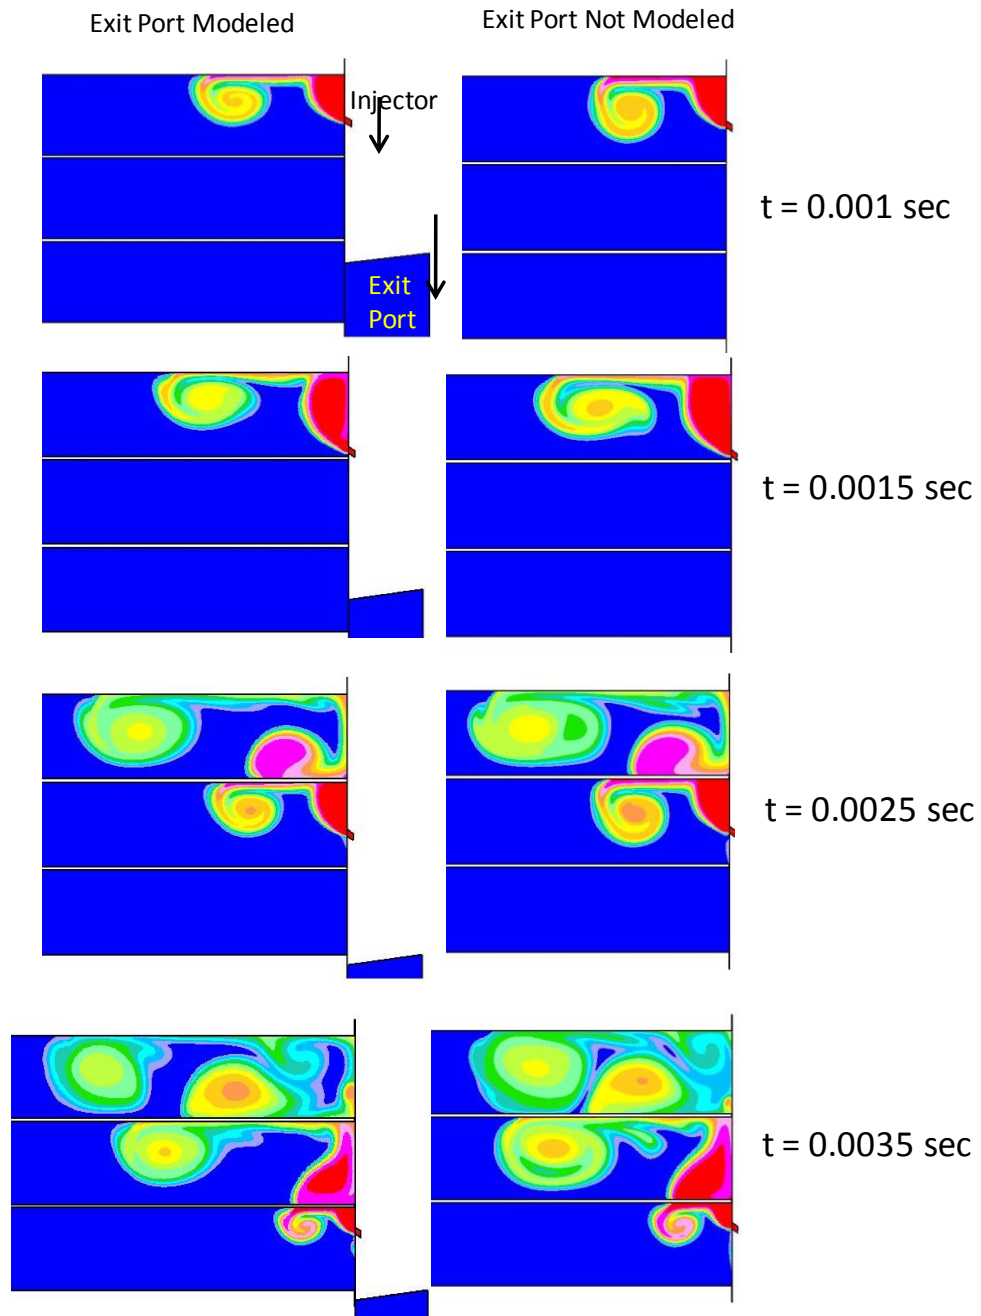 Exit Port Modeled
Exit Port Not Modeled
Injector
t = 0.001 sec
Exit
Port
t = 0.0015 sec
t = 0.0025 sec
t = 0.0035 sec